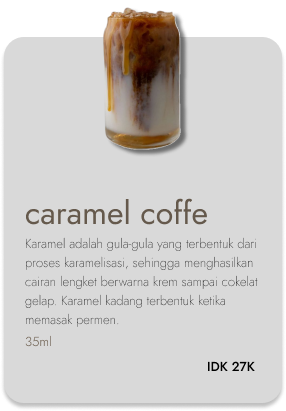 caramel coffe
Karamel adalah gula-gula yang terbentuk dari
proses karamelisasi, sehingga menghasilkan
cairan lengket berwarna krem sampai cokelat
gelap. Karamel kadang terbentuk ketika
memasak permen.
35ml
IDK 27K